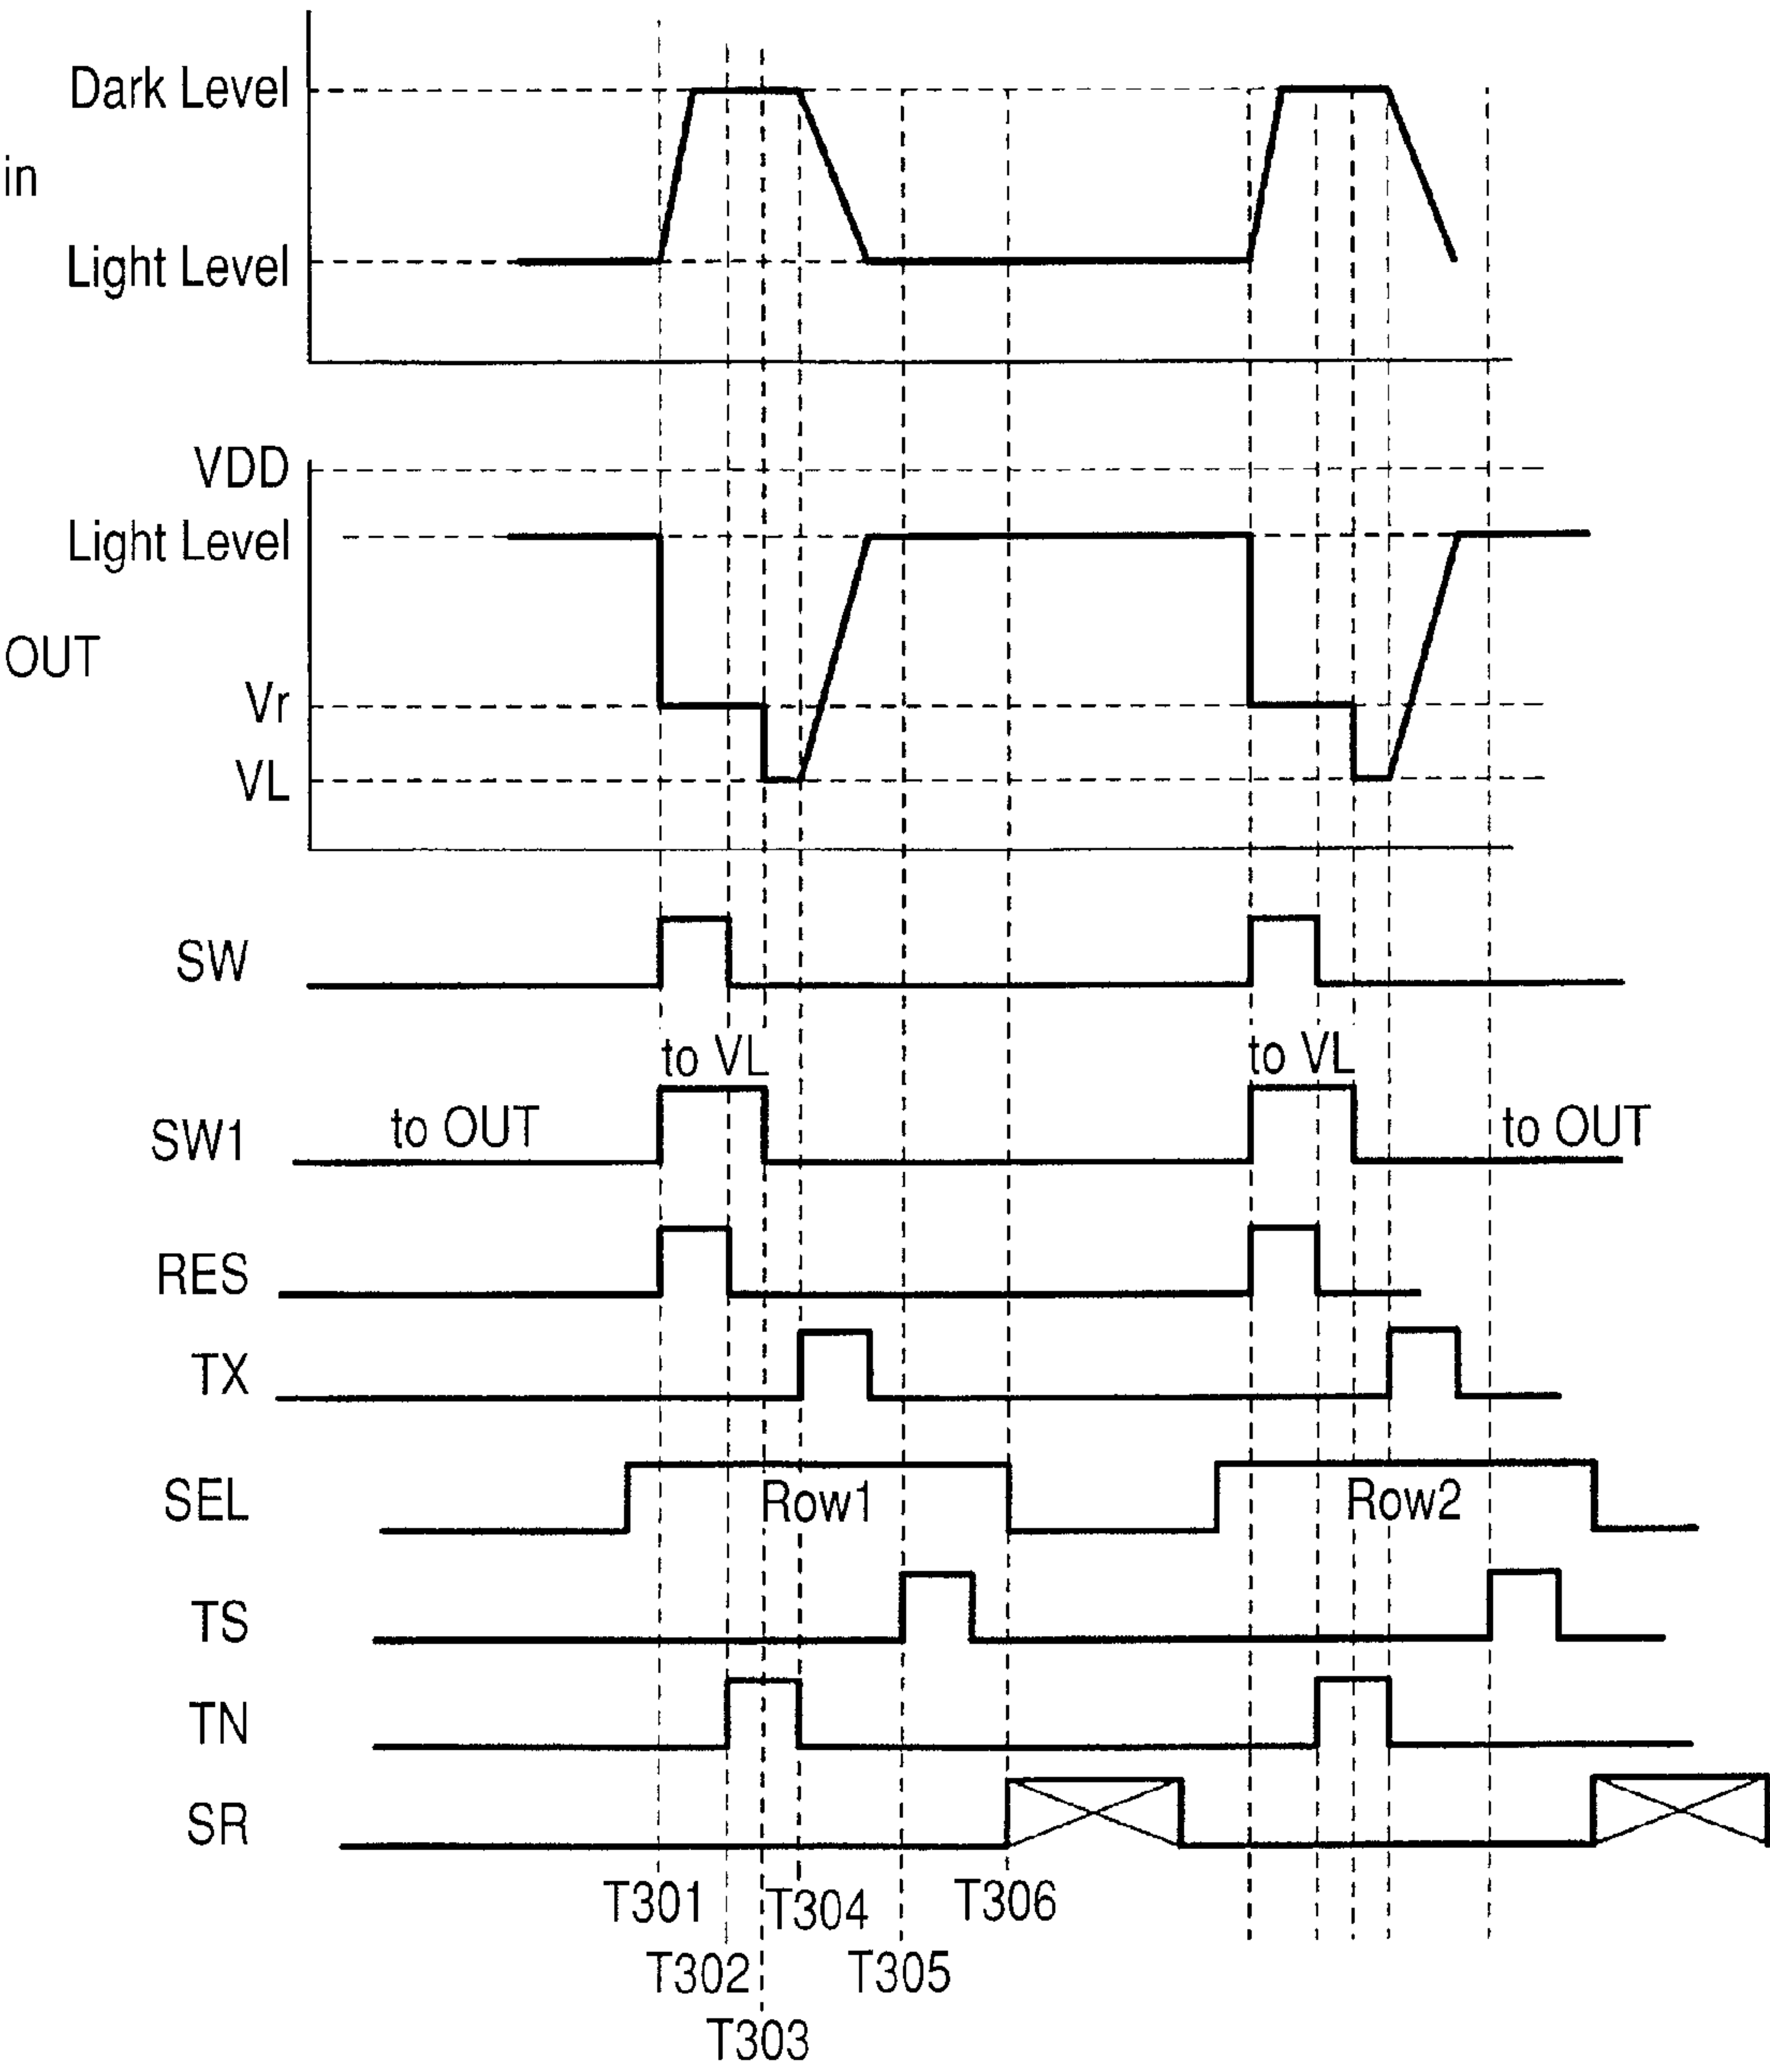 Dark Level
in
Light Level
VDD
Light Level
OUT
Vr
VL
SW
to VL
to VL
SW1
to OUT
to OUT
RES
TX
SEL
Row1
Row2
TS
TN
SR
T301
T304
T306
T302
T305
T303